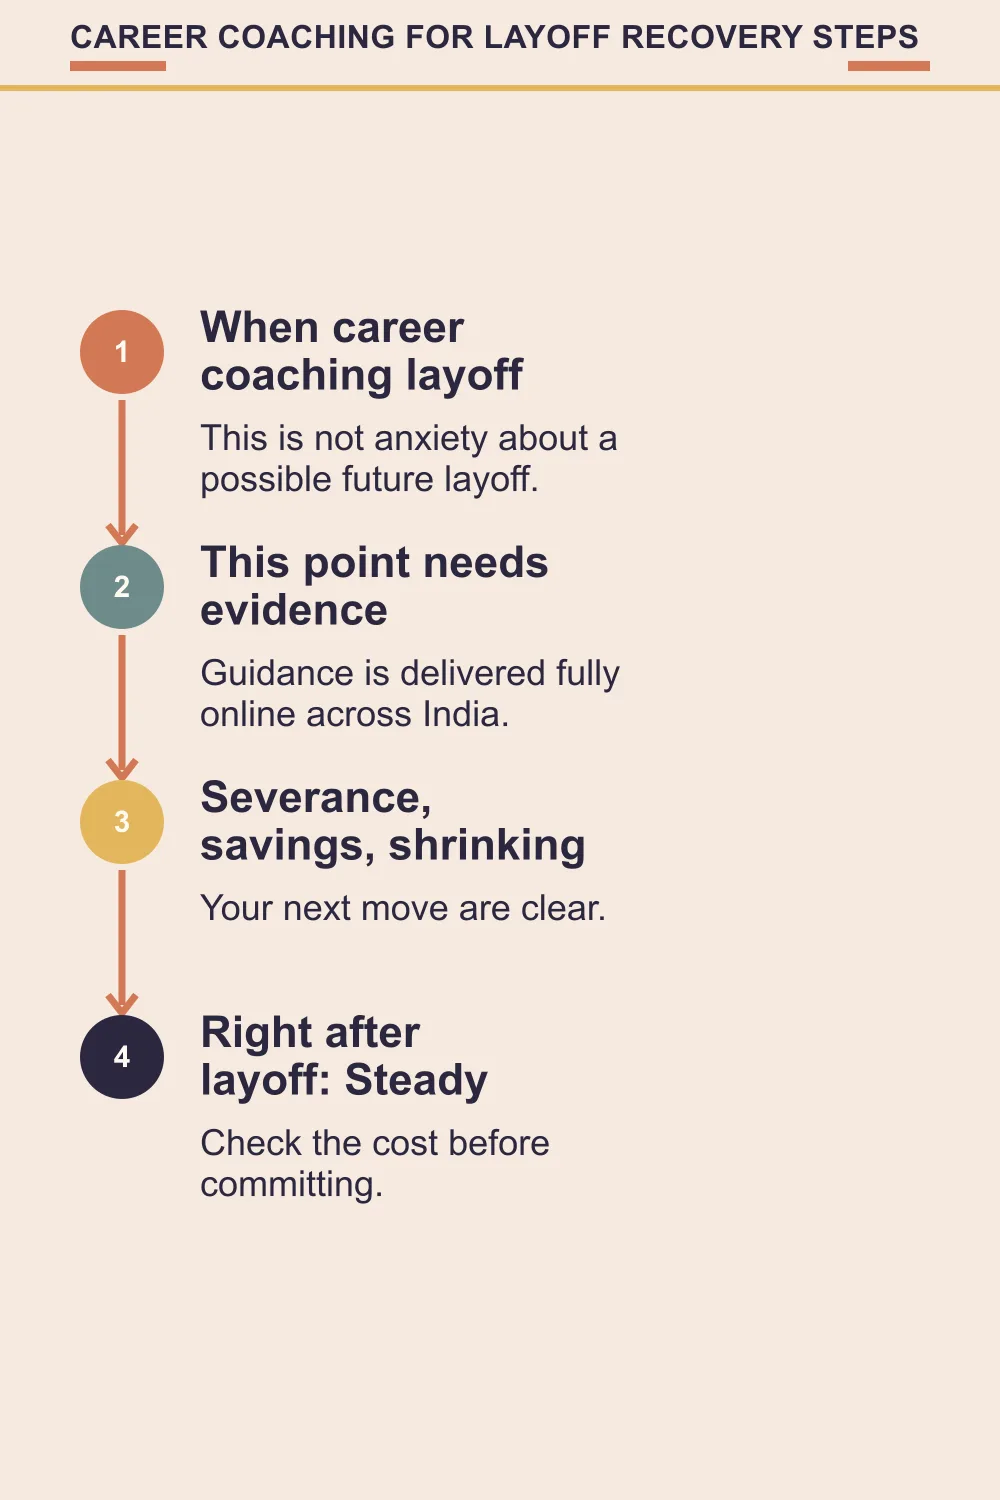 CAREER COACHING FOR LAYOFF RECOVERY STEPS
1
When career
coaching layoff
This is not anxiety about a
possible future layoff.
2
This point needs
evidence
Guidance is delivered fully
online across India.
3
Severance,
savings, shrinking
Your next move are clear.
4
Right after
layoff: Steady
Check the cost before
committing.